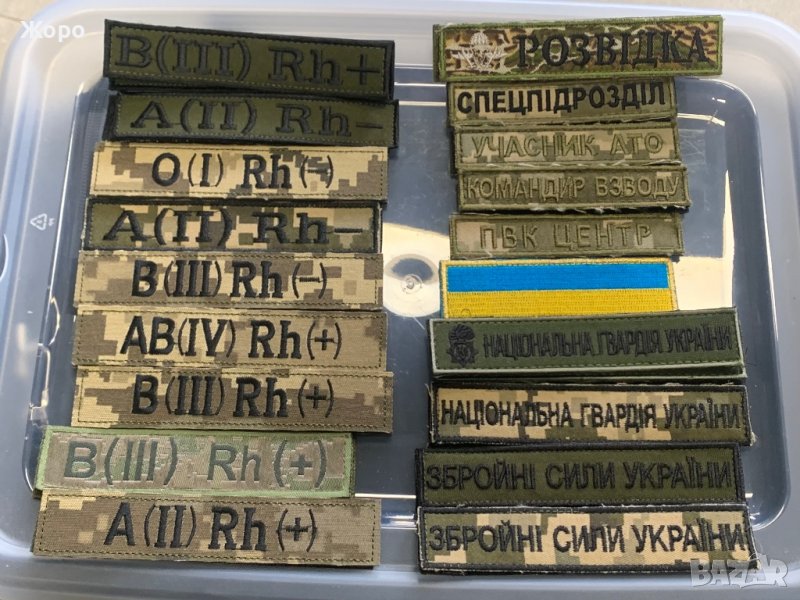 Жоро
B(III) Rh+
A(II) Rh–
O(I) Rh(–)
A(II) Rh–
B(III) Rh(–)
AB(IV) Rh(+)
B(III) Rh(+)
B(III) Rh(+)
A(II) Rh(+)
РОЗВІДКА
СПЕЦПІДРОЗДІЛ
УЧАСНИК АТО
КОМАНДИР ВЗВОДУ
ПВК ЦЕНТР
НАЦІОНАЛЬНА ГВАРДІЯ УКРАЇНИ
НАЦІОНАЛЬНА ГВАРДІЯ УКРАЇНИ
ЗБРОЙНІ СИЛИ УКРАЇНИ
ЗБРОЙНІ СИЛИ УКРАЇНИ
BAZAR